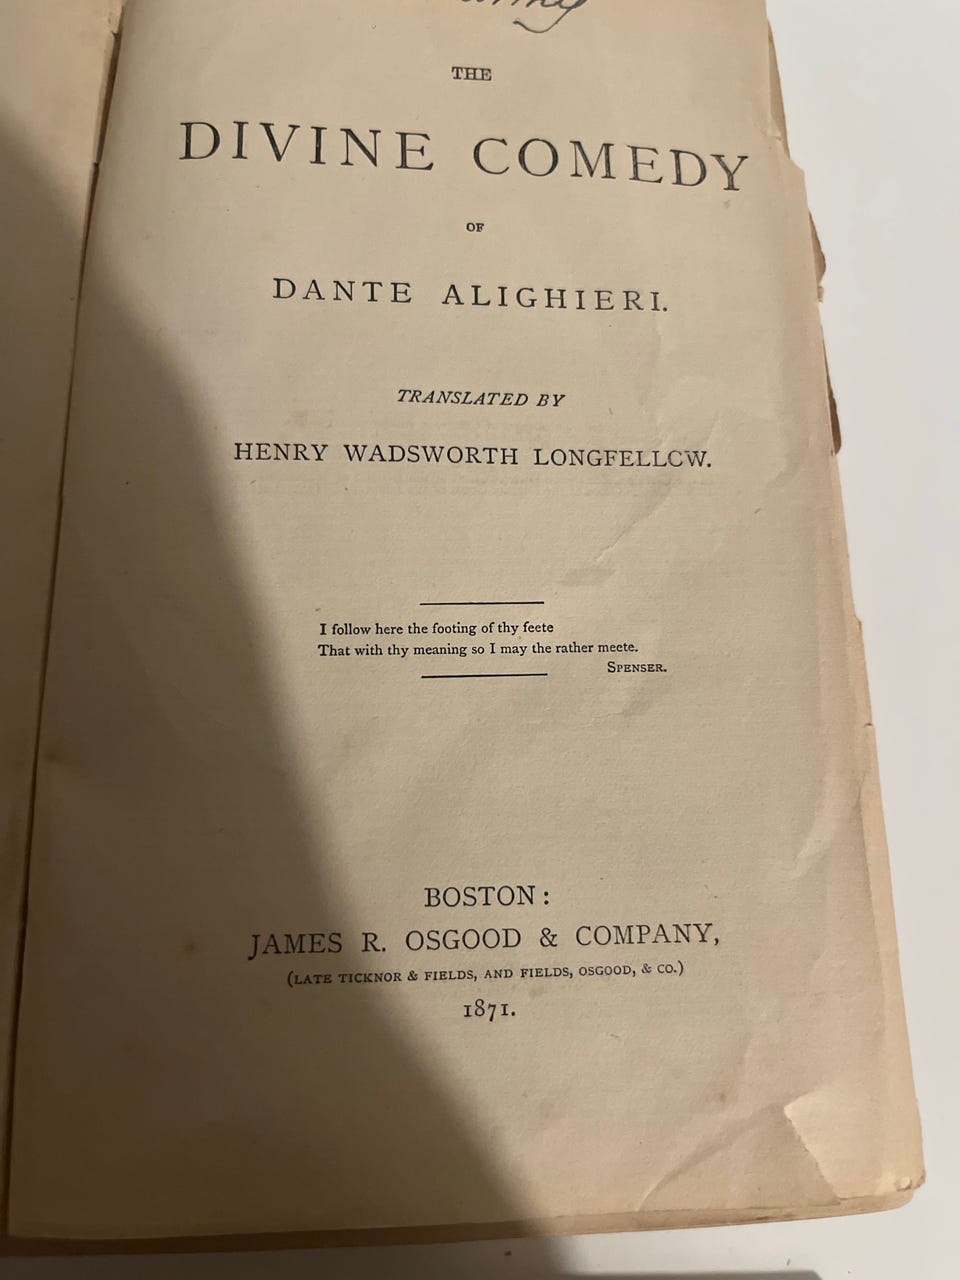 THE
DIVINE COMEDY
OF
DANTE ALIGHIERI.
TRANSLATED BY
HENRY WADSWORTH LONGFELLOW.
I follow here the footing of thy feete
That with thy meaning so I may the rather meete.
SPENSER.
BOSTON:
JAMES R. OSGOOD & COMPANY,
(LATE TICKNOR & FIELDS, AND FIELDS, OSGOOD, & CO.)
1871.